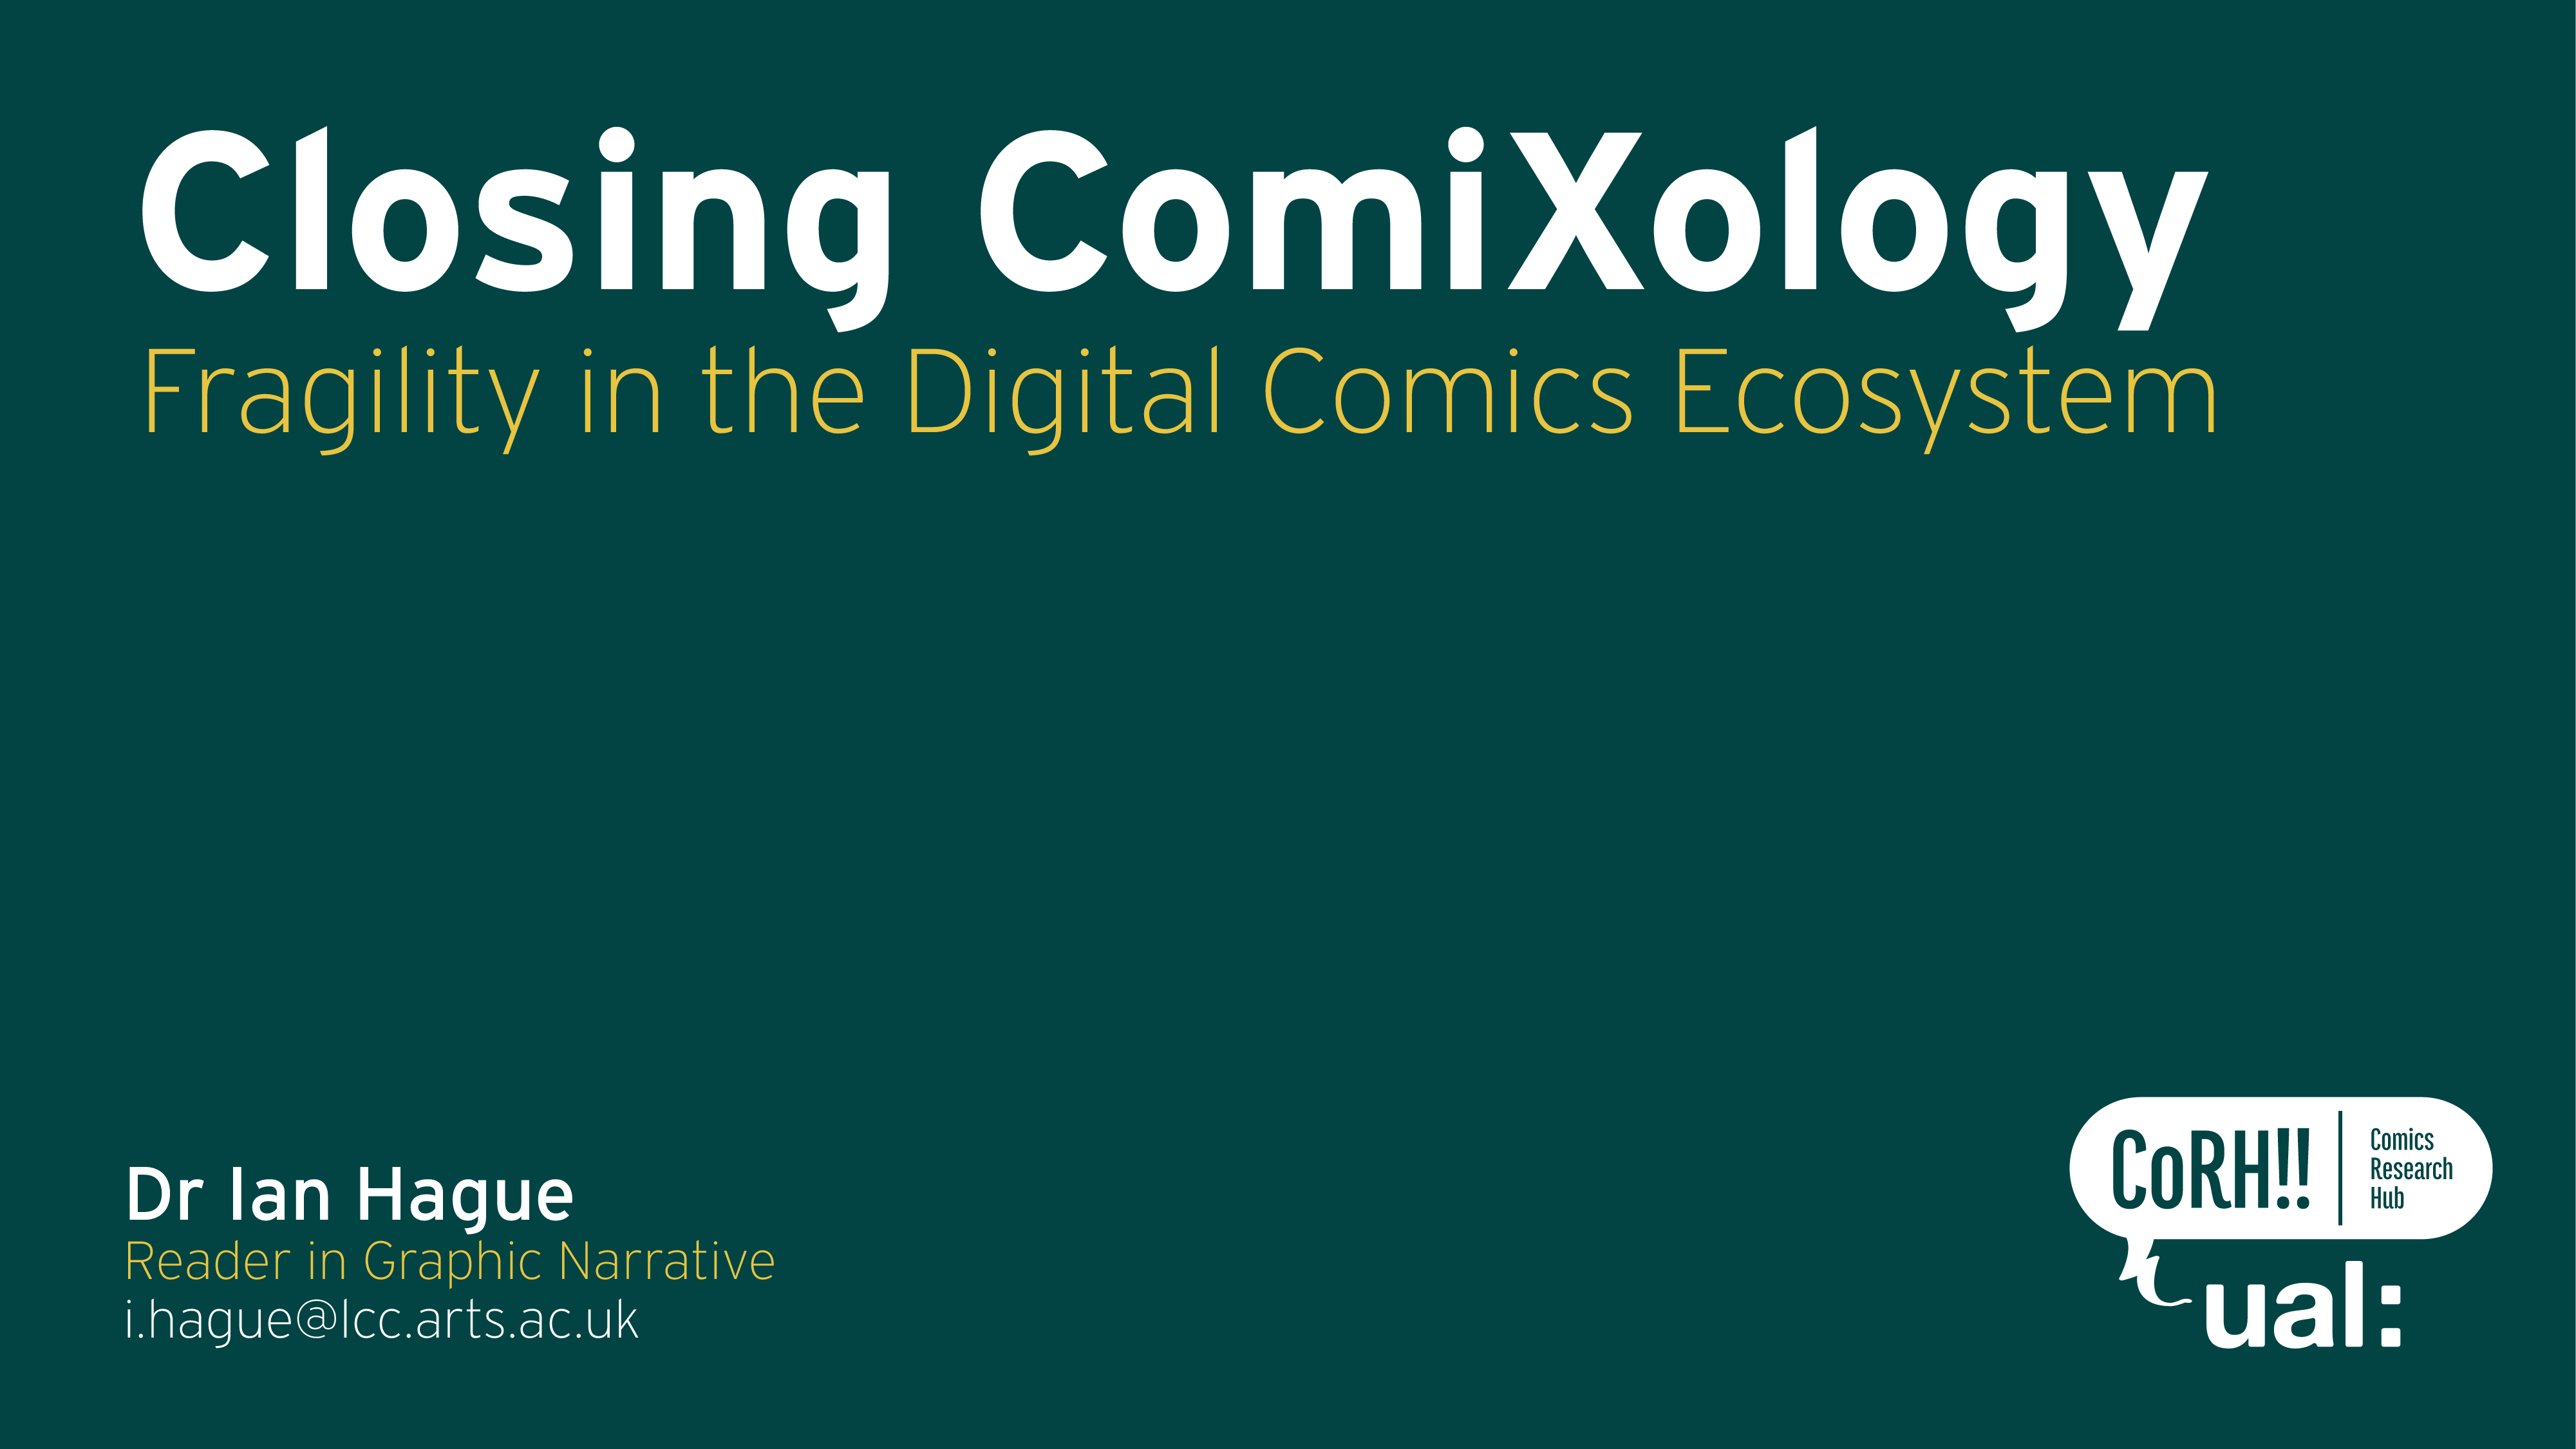 Closing ComiXology
Fragility in the Digital Comics Ecosystem
Dr Ian Hague
Reader in Graphic Narrative
i.hague@lcc.arts.ac.uk
CoRH!!
Comics
Research
Hub
ual: